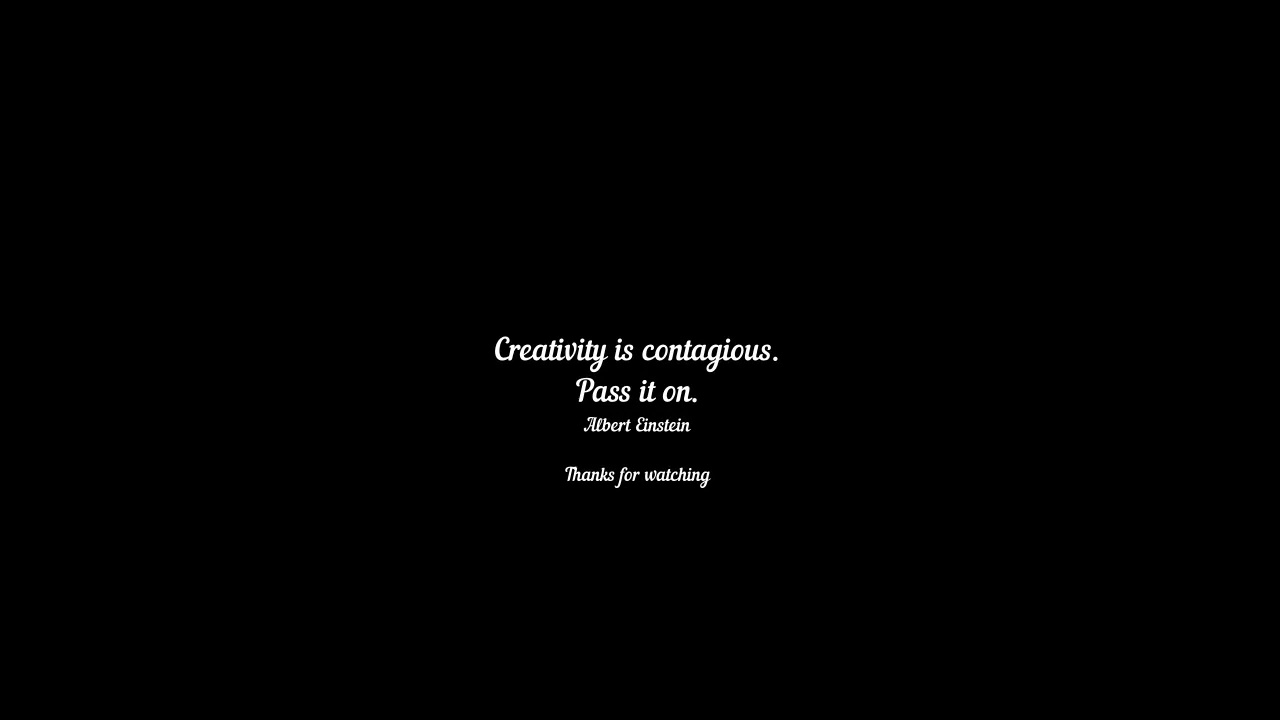 Creativity is contagious.
Pass it on.
Albert Einstein
Thanks for watching